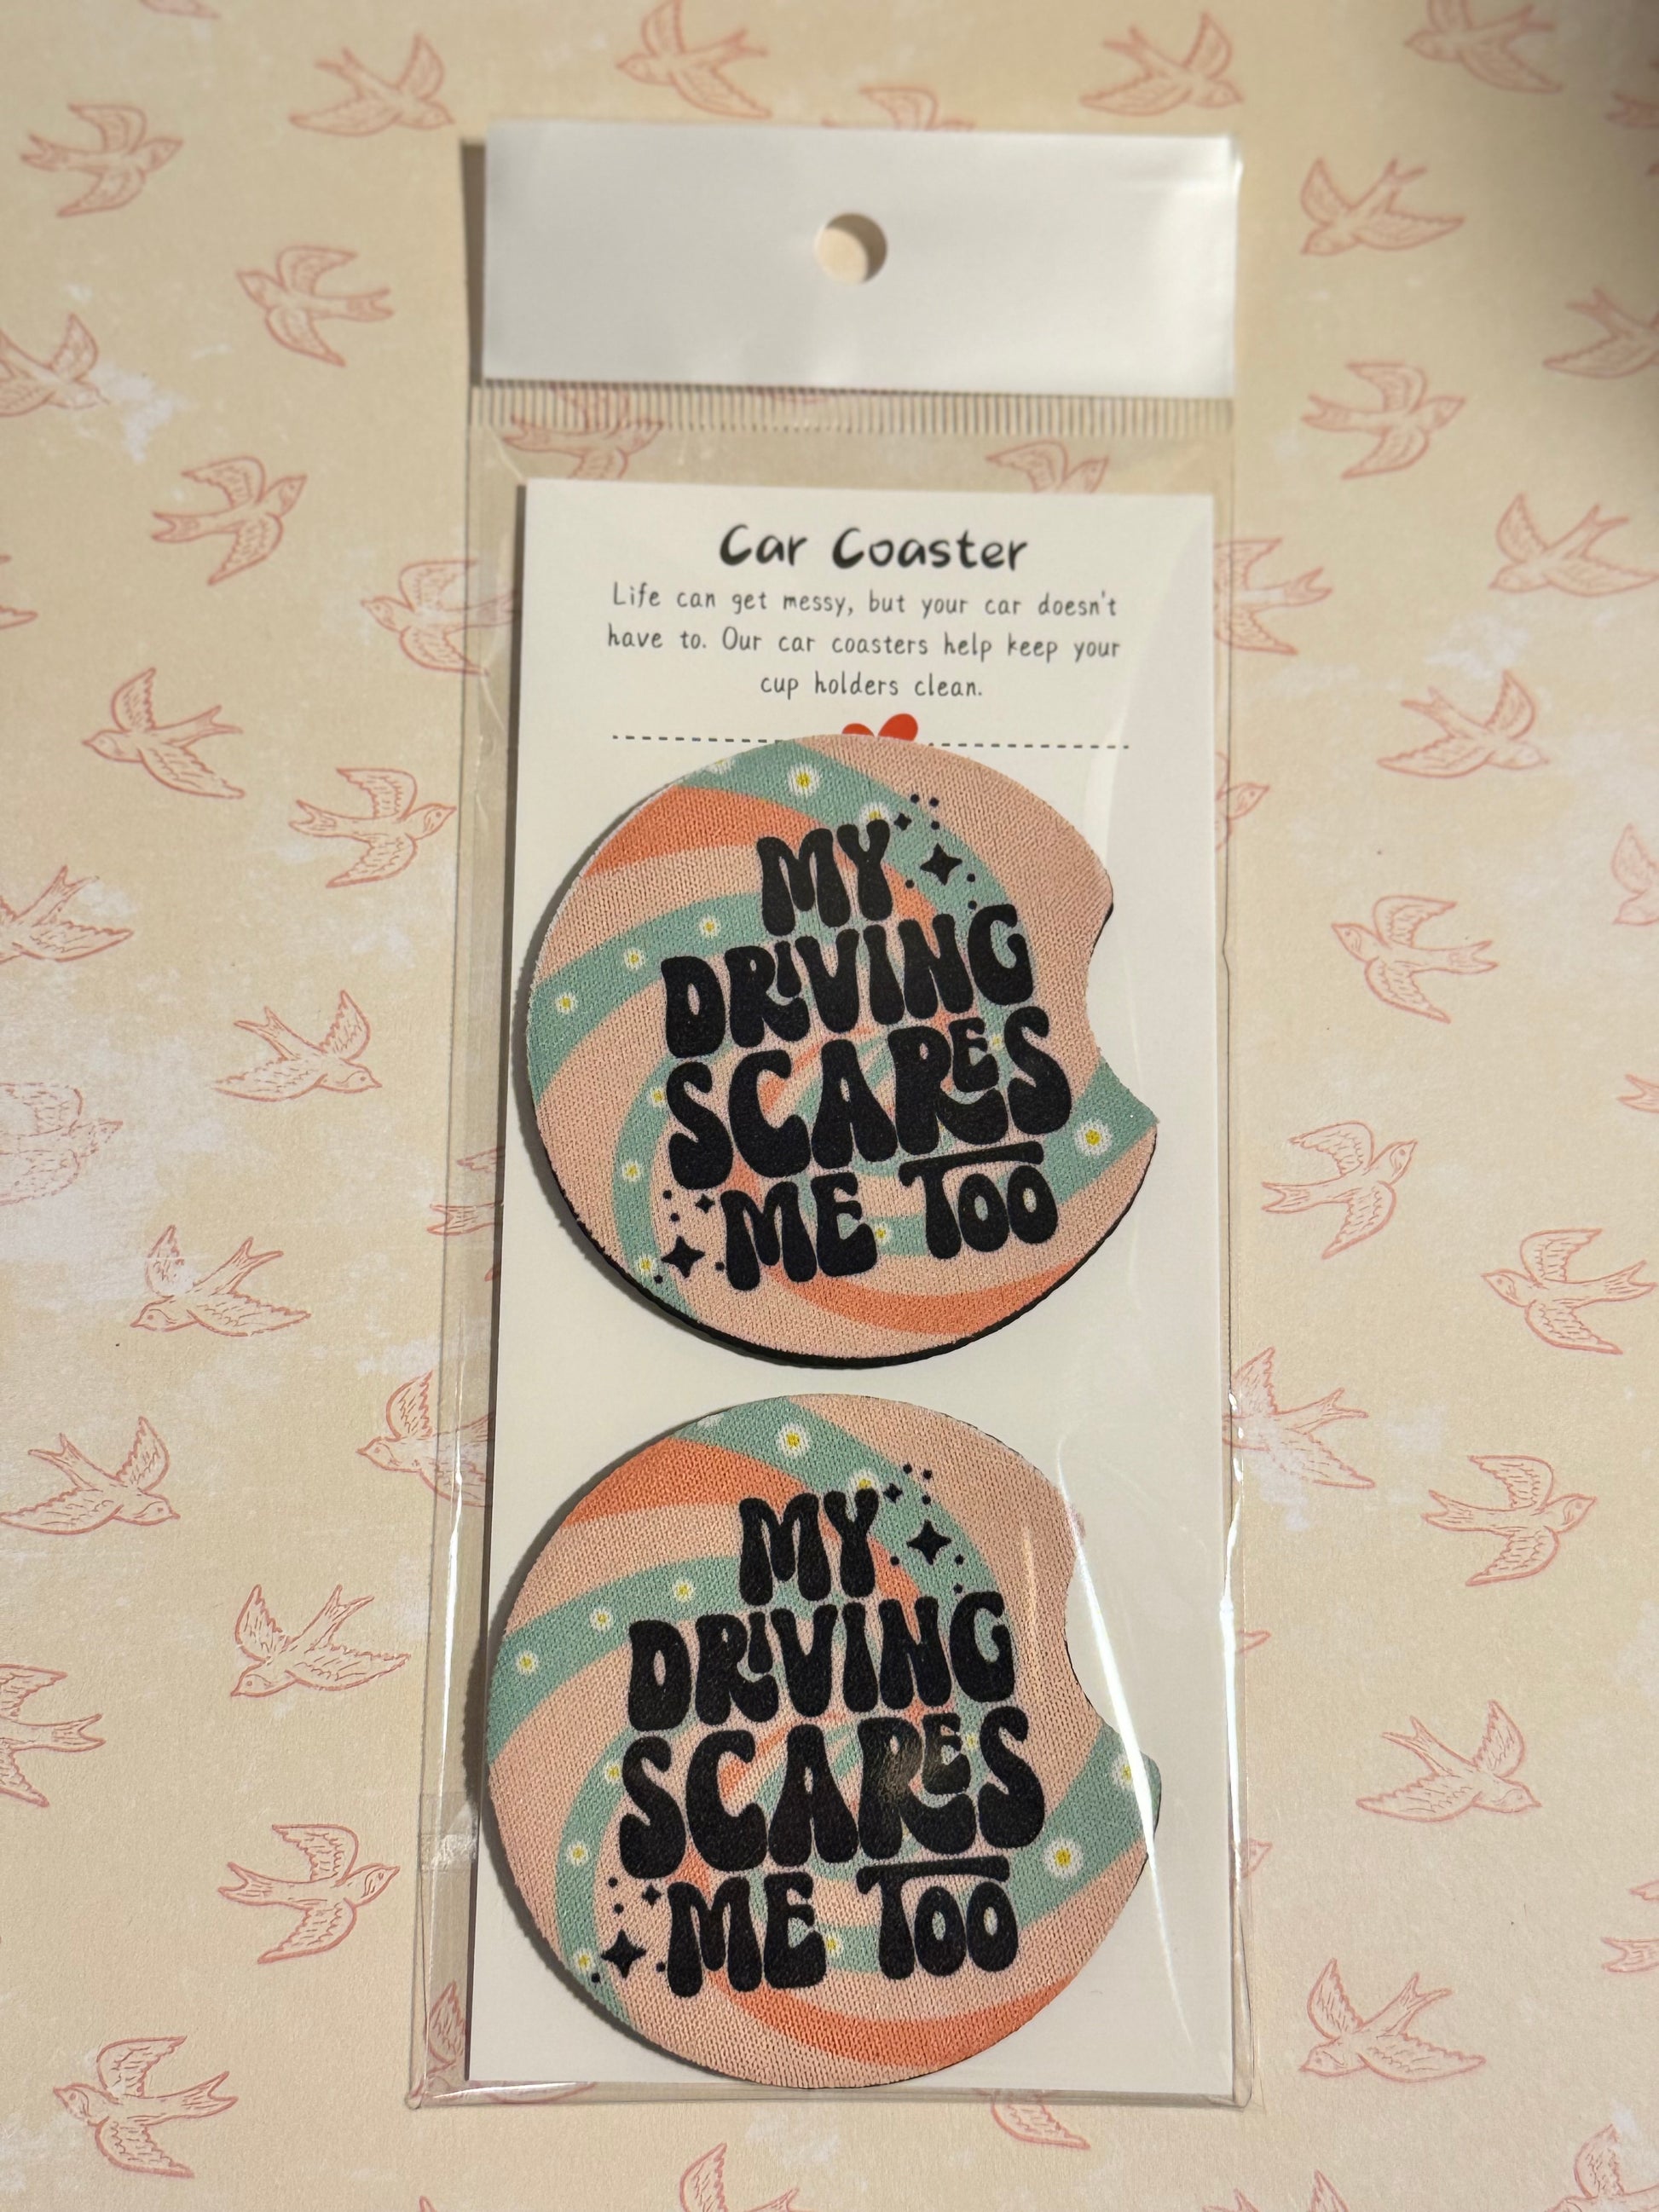 Car Coaster
Life can get messy, but your car doesn't
have to. Our car coasters help keep your
cup holders clean.
MY
DRIVING
SCARES
ME TOO
MY
DRIVING
SCARES
ME TOO